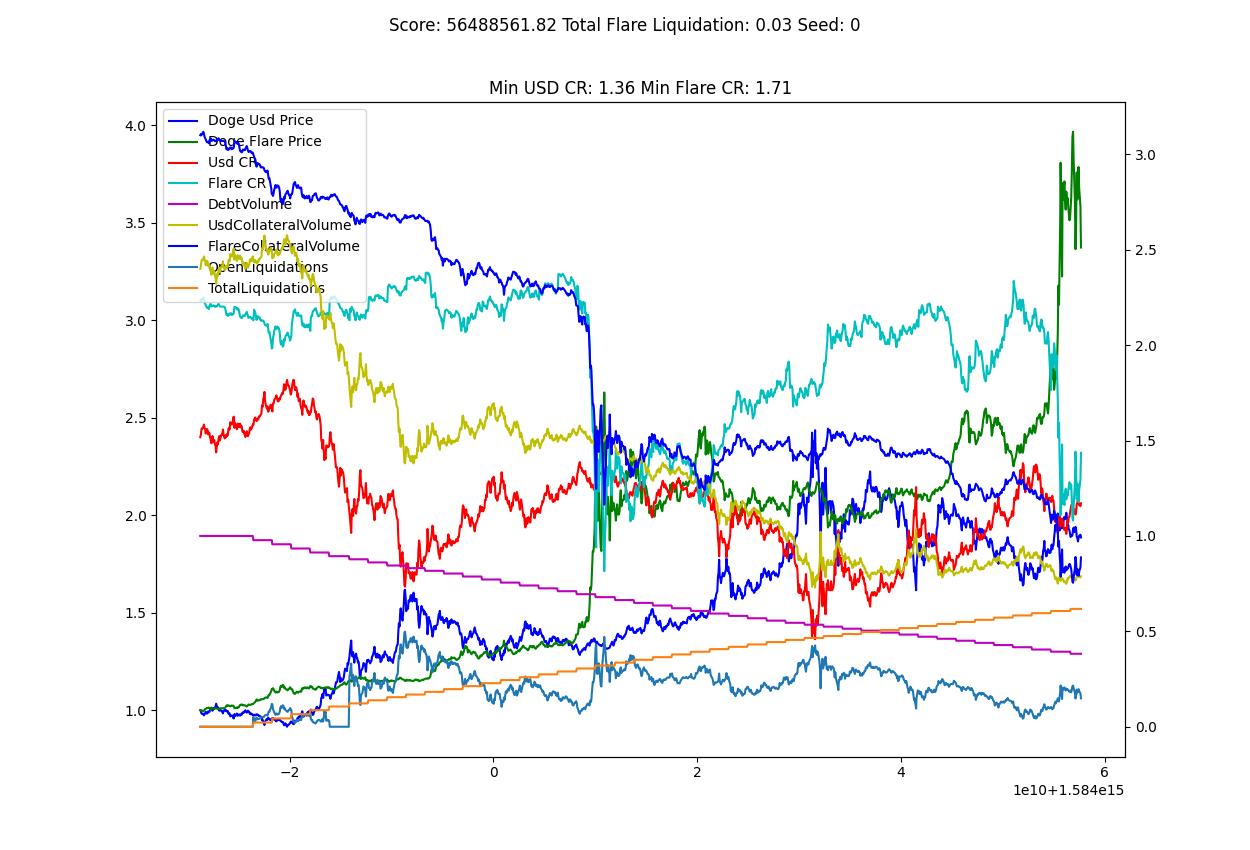 Score: 56488561.82 Total Flare Liquidation: 0.03 Seed: 0
Min USD CR: 1.36 Min Flare CR: 1.71
Doge Usd Price
Doge Flare Price
Usd CR
Flare CR
DebtVolume
UsdCollateralVolume
FlareCollateralVolume
OpenLiquidations
TotalLiquidations
4.0
3.5
3.0
2.5
2.0
1.5
1.0
3.0
2.5
2.0
1.5
1.0
0.5
0.0
−2
0
2
4
6
1e10+1.584e15